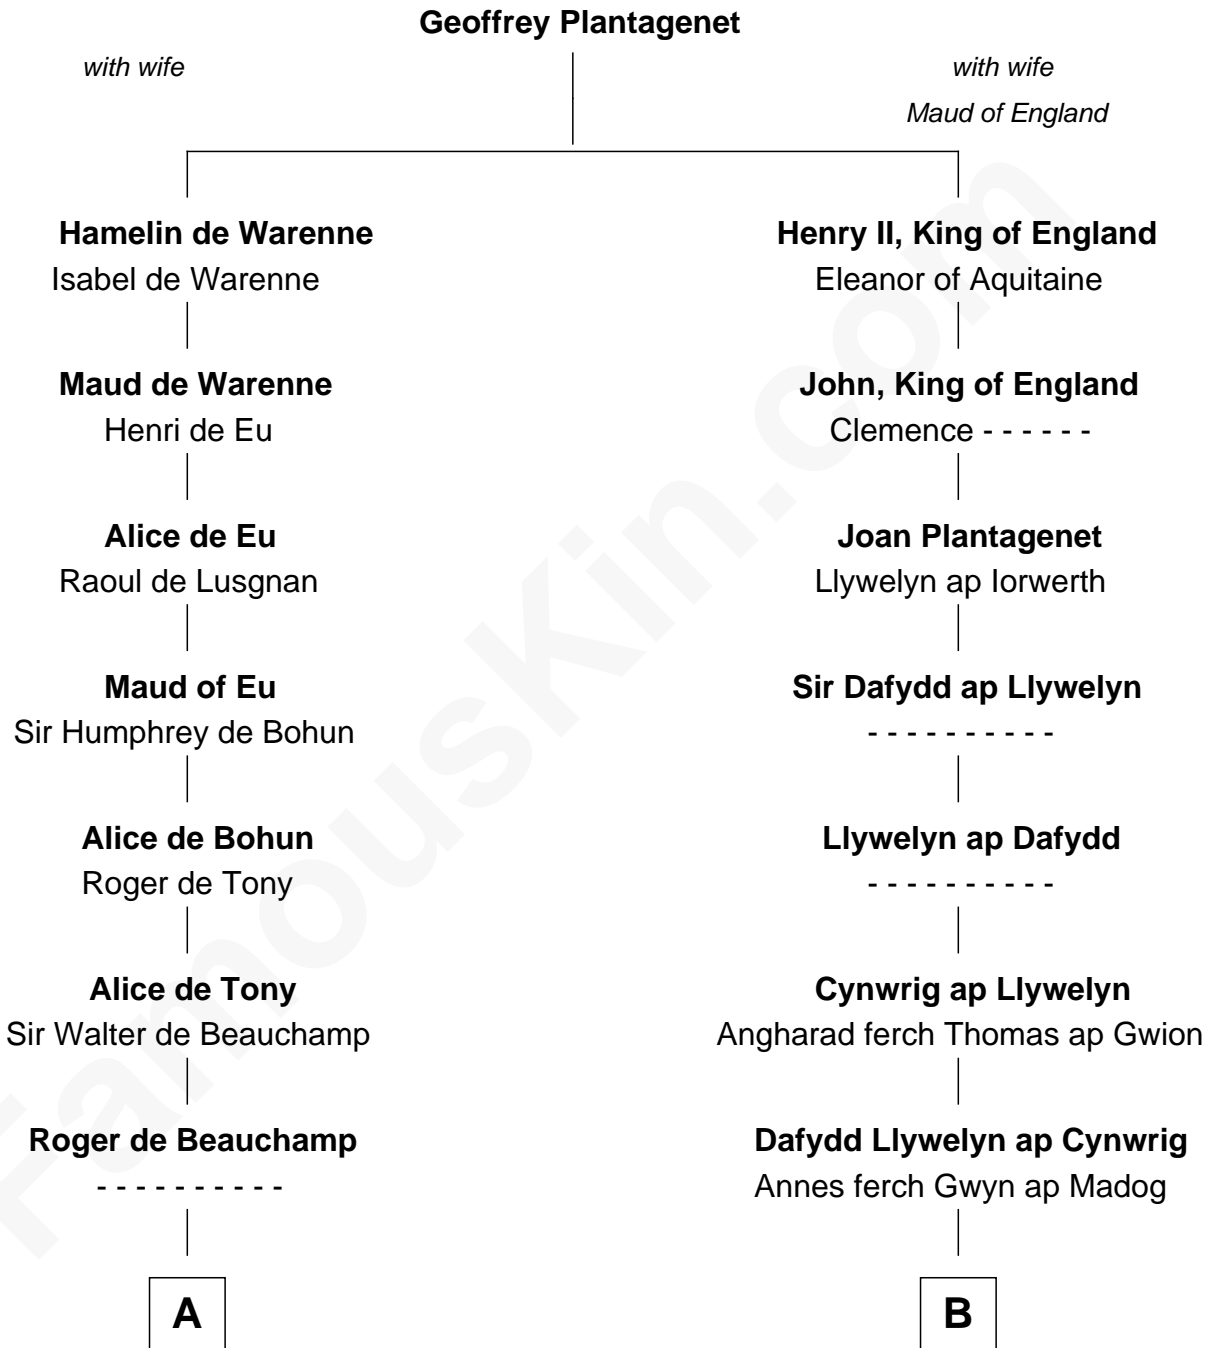 Geoffrey Plantagenet
with wife
with wife
Maud of England
Hamelin de Warenne
Isabel de Warenne
Henry II, King of England
Eleanor of Aquitaine
Maud de Warenne
Henri de Eu
John, King of England
Clemence - - - - - -
Alice de Eu
Raoul de Lusgnan
Joan Plantagenet
Llywelyn ap Iorwerth
Maud of Eu
Sir Humphrey de Bohun
Sir Dafydd ap Llywelyn
- - - - - - - - - -
Alice de Bohun
Roger de Tony
Llywelyn ap Dafydd
- - - - - - - - - -
Alice de Tony
Sir Walter de Beauchamp
Cynwrig ap Llywelyn
Angharad ferch Thomas ap Gwion
Roger de Beauchamp
- - - - - - - - - -
Dafydd Llywelyn ap Cynwrig
Annes ferch Gwyn ap Madog
A
B
FamousKin.com